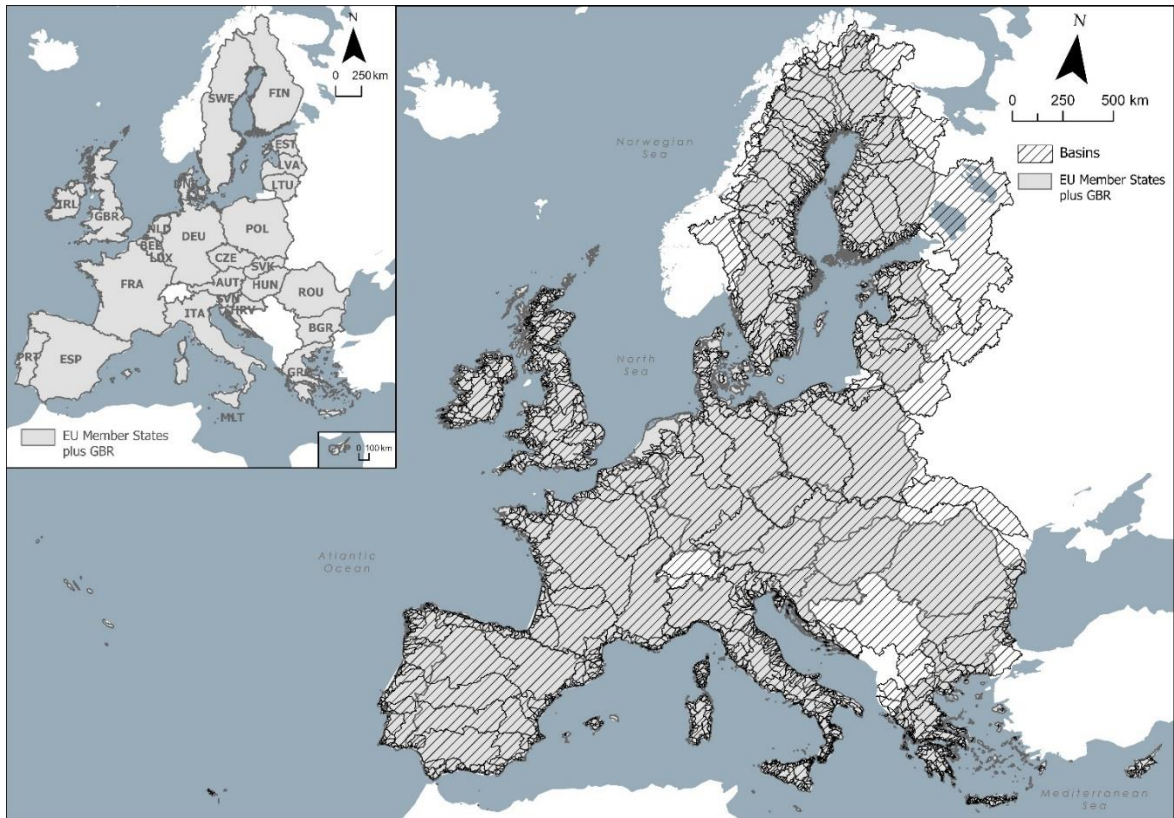 N
0 250 km
SWE
FIN
EST
LVA
LTU
DNK
IRL
GBR
NLD
BEL
LUX
DEU
POL
CZE
SVK
AUT
HUN
FRA
SVN
HRV
ROU
ITA
BGR
PRT
ESP
GRC
MLT
CYP
0 100 km
EU Member States
plus GBR
N
0 250 500 km
Basins
EU Member States
plus GBR
Norwegian
Sea
North
Sea
Atlantic
Ocean
Mediterranean
Sea